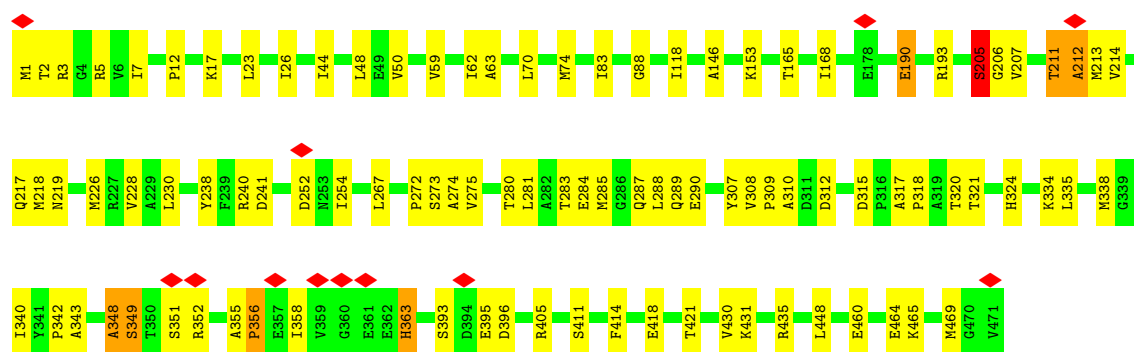 M1 T2 R3 G4 R5 V6 I7 P12 K17 L23 I26 I44 L48 E49 V50 V59 I62 A63 L70 M74 I83 G88 I118 A146 K153 T165 I168 E178 E190 R193 S205 G206 V207 T211 A212 M213 V214
Q217 M218 N219 M226 R227 V228 A229 L230 Y238 F239 R240 D241 D252 N253 I254 L267 P272 S273 A274 V275 T280 L281 A282 T283 E284 M285 G286 Q287 L288 Q289 E290 Y307 V308 P309 A310 D311 D312 D315 P316 A317 P318 A319 T320 T321 H324 K334 L335 M338 G339
I340 Y341 P342 A343 A348 S349 T350 S351 R352 A355 P356 E357 I358 V359 G360 E361 E362 H363 S393 D394 E395 D396 R405 S411 F414 E418 T421 V430 K431 R435 L448 E460 E464 K465 M469 G470 V471